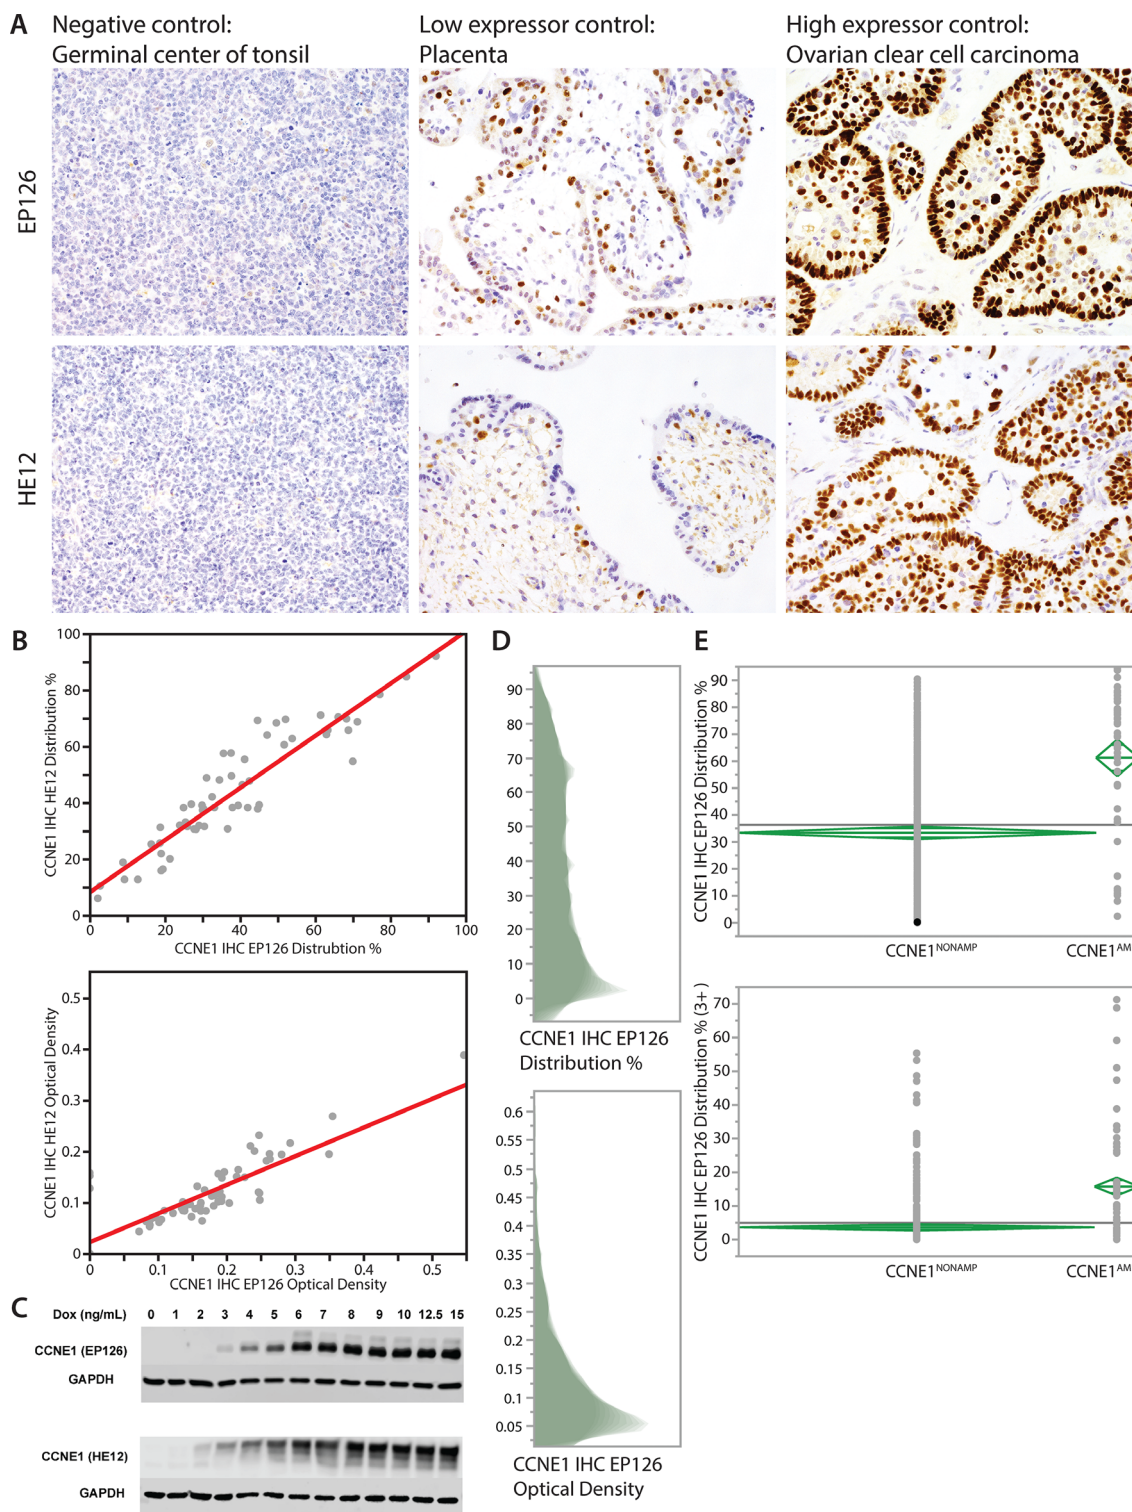 A
Negative control:
Germinal center of tonsil
Low expressor control:
Placenta
High expressor control:
Ovarian clear cell carcinoma
EP126
HE12
B
CCNE1 IHC HE12 Distribution %
100
80
60
40
20
0
0 20 40 60 80 100
CCNE1 IHC EP126 Distrubtion %
CCNE1 IHC HE12 Optical Density
0.5
0.4
0.3
0.2
0.1
0
0 0.1 0.2 0.3 0.4 0.5
CCNE1 IHC EP126 Optical Density
C
Dox (ng/mL) 0 1 2 3 4 5 6 7 8 9 10 12.5 15
CCNE1 (EP126)
GAPDH
CCNE1 (HE12)
GAPDH
D
90
80
70
60
50
40
30
20
10
0
CCNE1 IHC EP126
Distribution %
0.6
0.55
0.5
0.45
0.4
0.35
0.3
0.25
0.2
0.15
0.1
0.05
CCNE1 IHC EP126
Optical Density
E
CCNE1 IHC EP126 Distribution %
90
80
70
60
50
40
30
20
10
0
CCNE1NONAMP CCNE1AM
CCNE1 IHC EP126 Distribution % (3+)
70
60
50
40
30
20
10
0
CCNE1NONAMP CCNE1AM